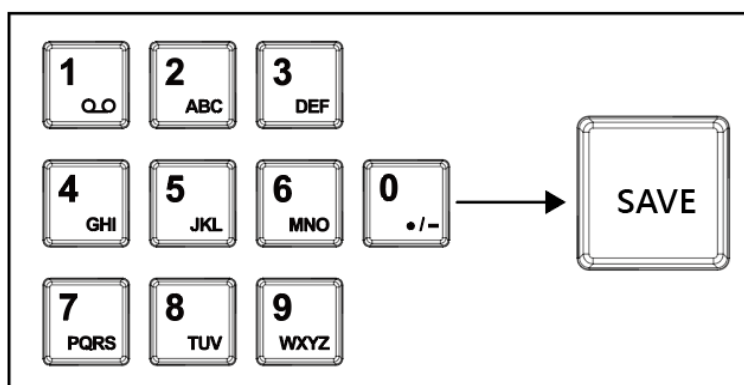 1 2 3
ABC DEF
4 5 6 0
GHI JKL MNO •/–
SAVE
7 8 9
PQRS TUV WXYZ